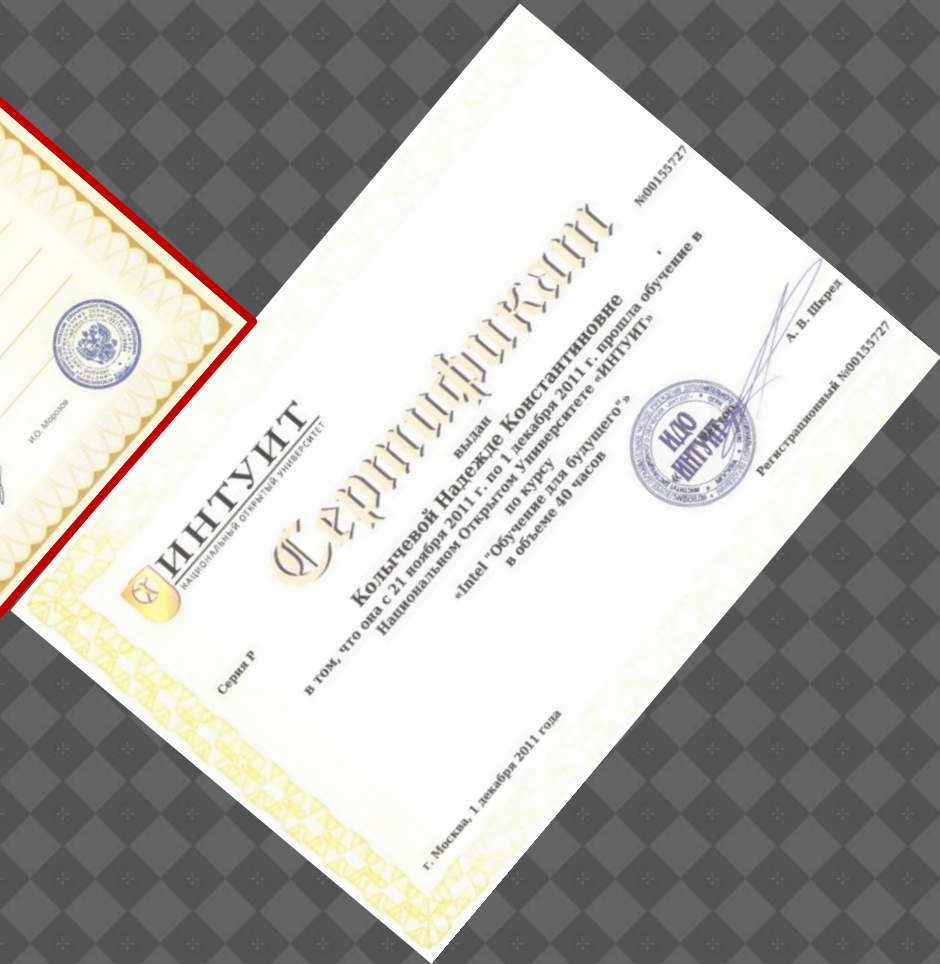 И.О. Морозов
ИНТУИТ
НАЦИОНАЛЬНЫЙ ОТКРЫТЫЙ УНИВЕРСИТЕТ
Сертификат
Серия Р
№00155727
выдан
Колычевой Надежде Константиновне
в том, что она с 21 ноября 2011 г. по 1 декабря 2011 г. прошла обучение в
Национальном Открытом Университете «ИНТУИТ»
по курсу
«Intel "Обучение для будущего"»
в объеме 40 часов
ИДО
«ИНТУИТ»
А. В. Шкред
г. Москва, 1 декабря 2011 года
Регистрационный №00155727